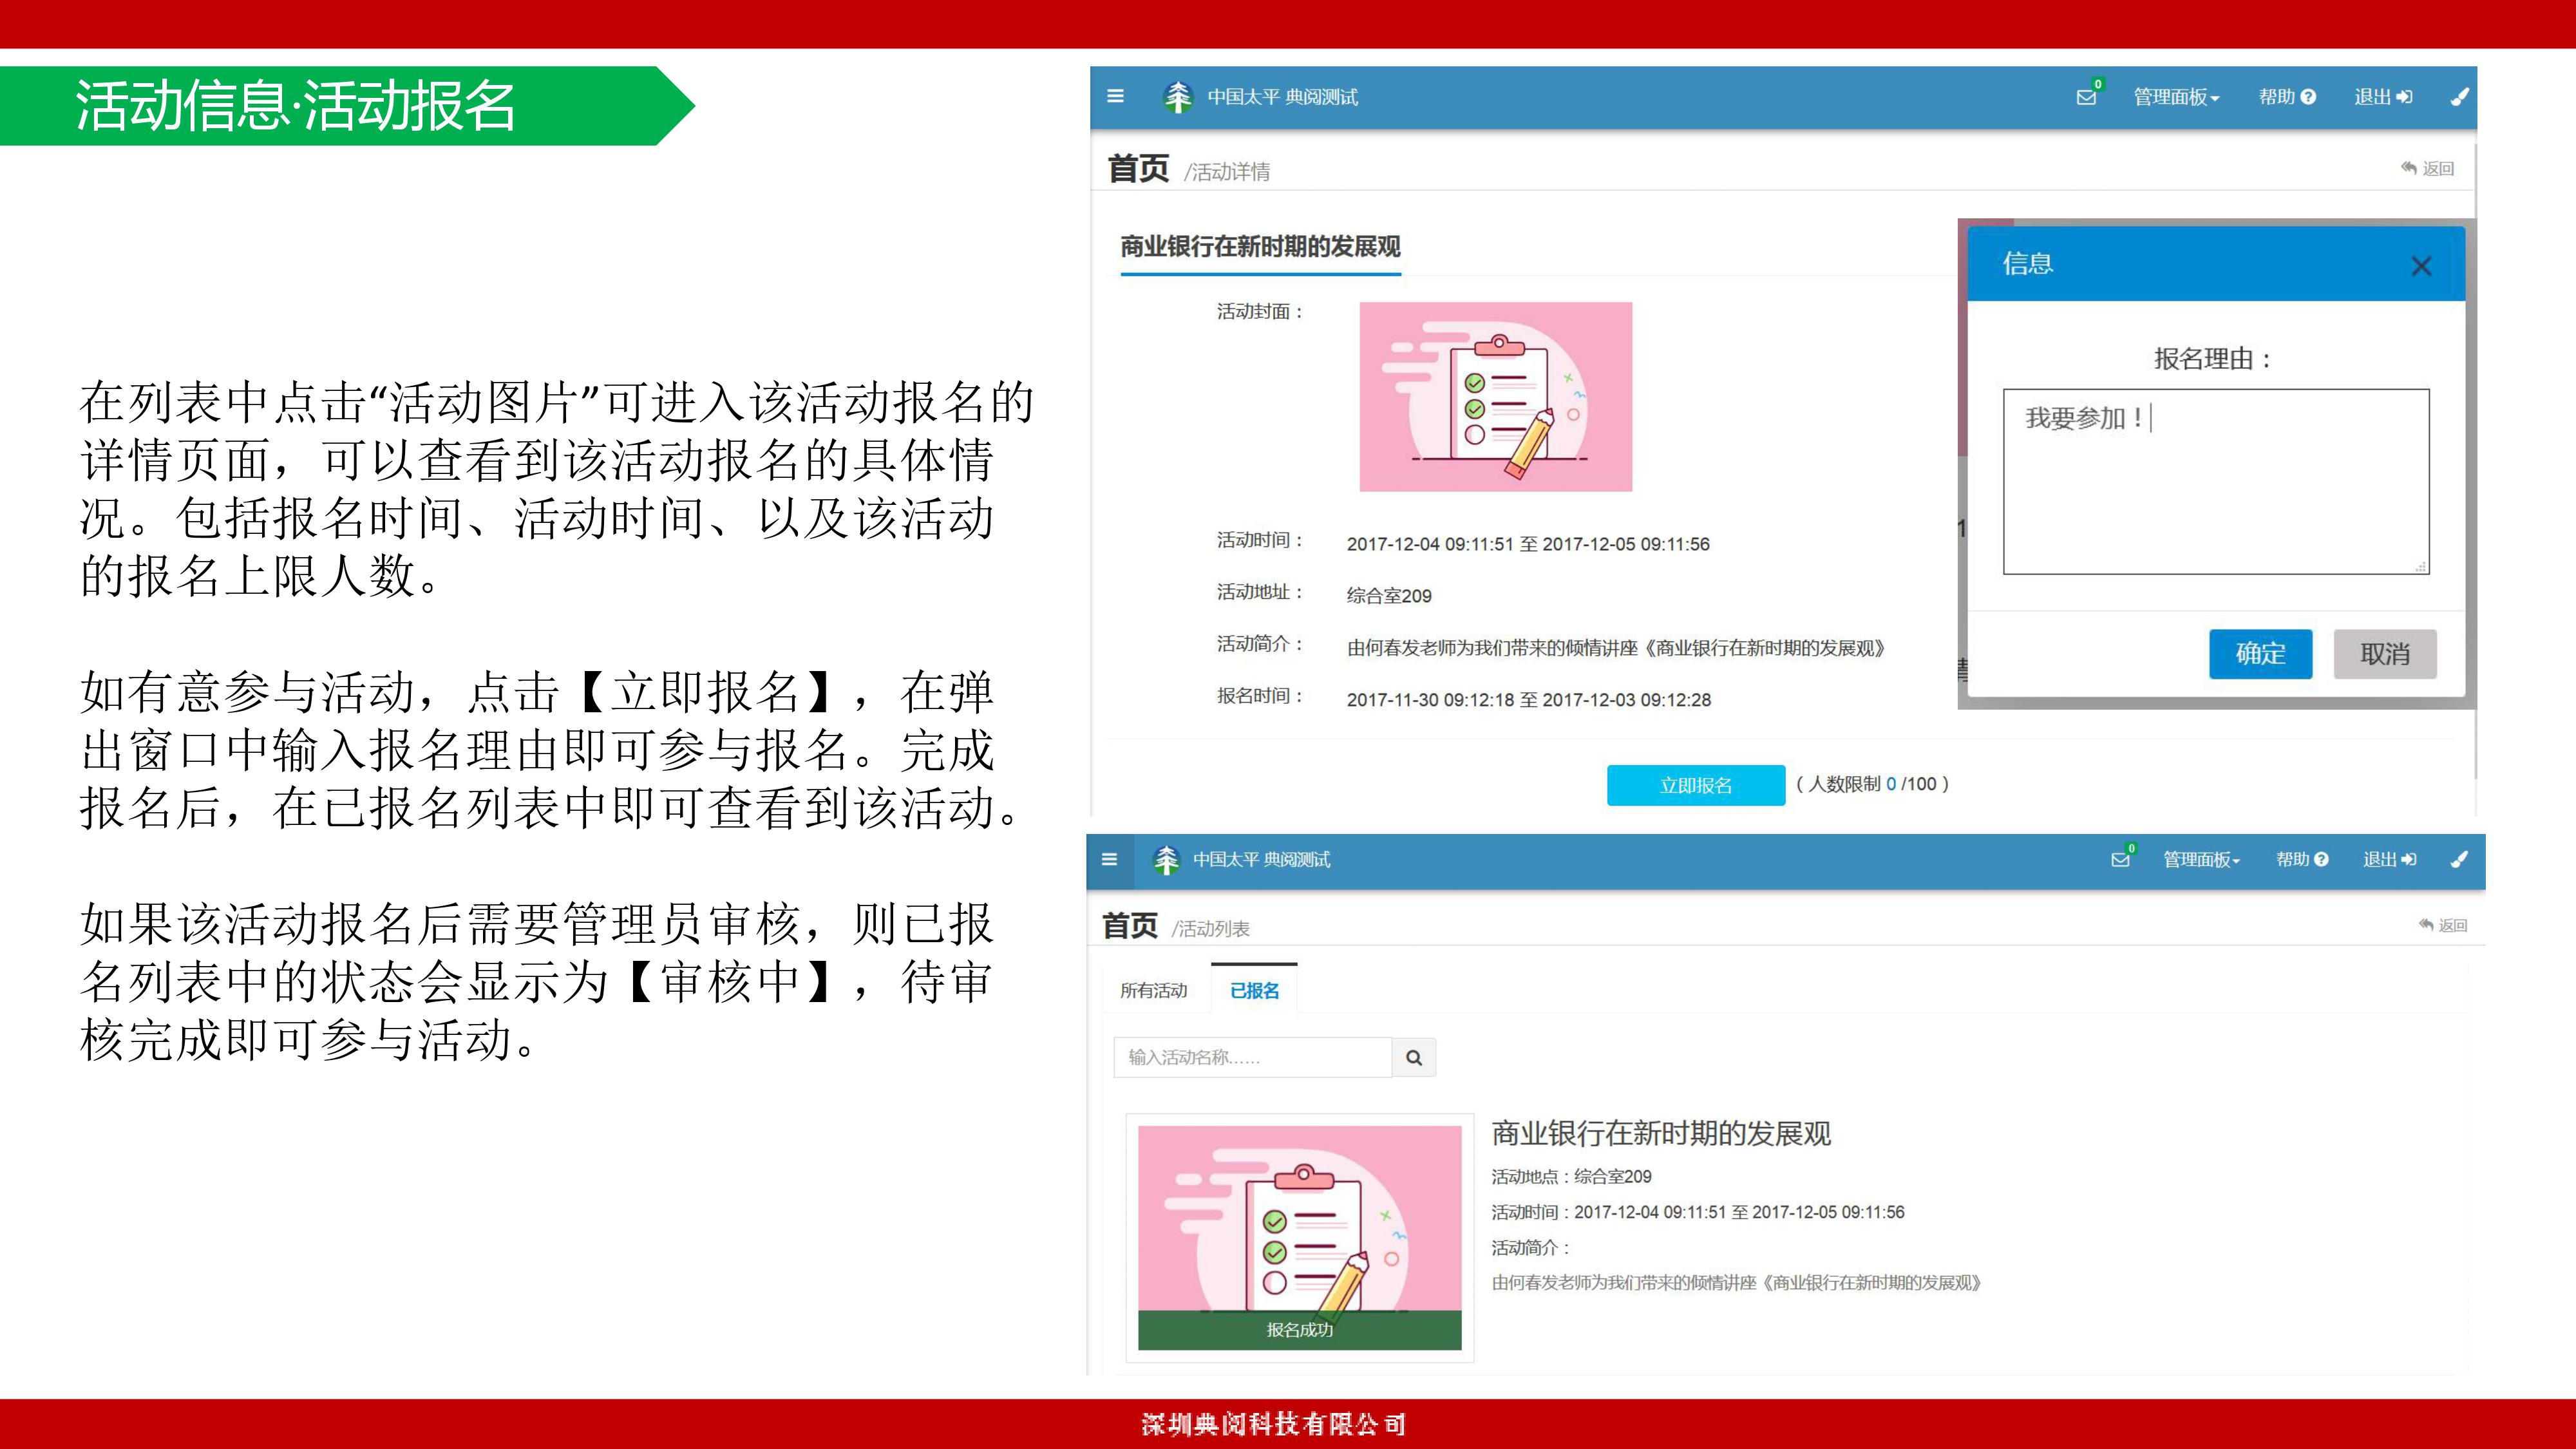 活动信息·活动报名
在列表中点击“活动图片”可进入该活动报名的
详情页面，可以查看到该活动报名的具体情
况。包括报名时间、活动时间、以及该活动
的报名上限人数。
如有意参与活动，点击【立即报名】，在弹
出窗口中输入报名理由即可参与报名。完成
报名后，在已报名列表中即可查看到该活动。
如果该活动报名后需要管理员审核，则已报
名列表中的状态会显示为【审核中】，待审
核完成即可参与活动。
中国太平 典阅测试
0
管理面板
帮助
退出
首页 /活动详情
返回
商业银行在新时期的发展观
活动封面：
活动时间： 2017-12-04 09:11:51 至 2017-12-05 09:11:56
活动地址： 综合室209
活动简介： 由何春发老师为我们带来的倾情讲座《商业银行在新时期的发展观》
报名时间： 2017-11-30 09:12:18 至 2017-12-03 09:12:28
立即报名 （人数限制 0 /100）
信息
报名理由：
我要参加！
确定 取消
中国太平 典阅测试
0
管理面板
帮助
退出
首页 /活动列表
返回
所有活动 已报名
输入活动名称……
报名成功
商业银行在新时期的发展观
活动地点：综合室209
活动时间：2017-12-04 09:11:51 至 2017-12-05 09:11:56
活动简介：
由何春发老师为我们带来的倾情讲座《商业银行在新时期的发展观》
深圳典阅科技有限公司